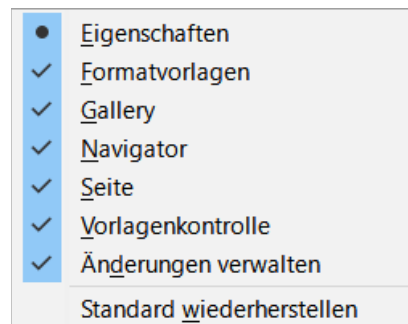 Eigenschaften
Formatvorlagen
Gallery
Navigator
Seite
Vorlagenkontrolle
Änderungen verwalten
Standard wiederherstellen